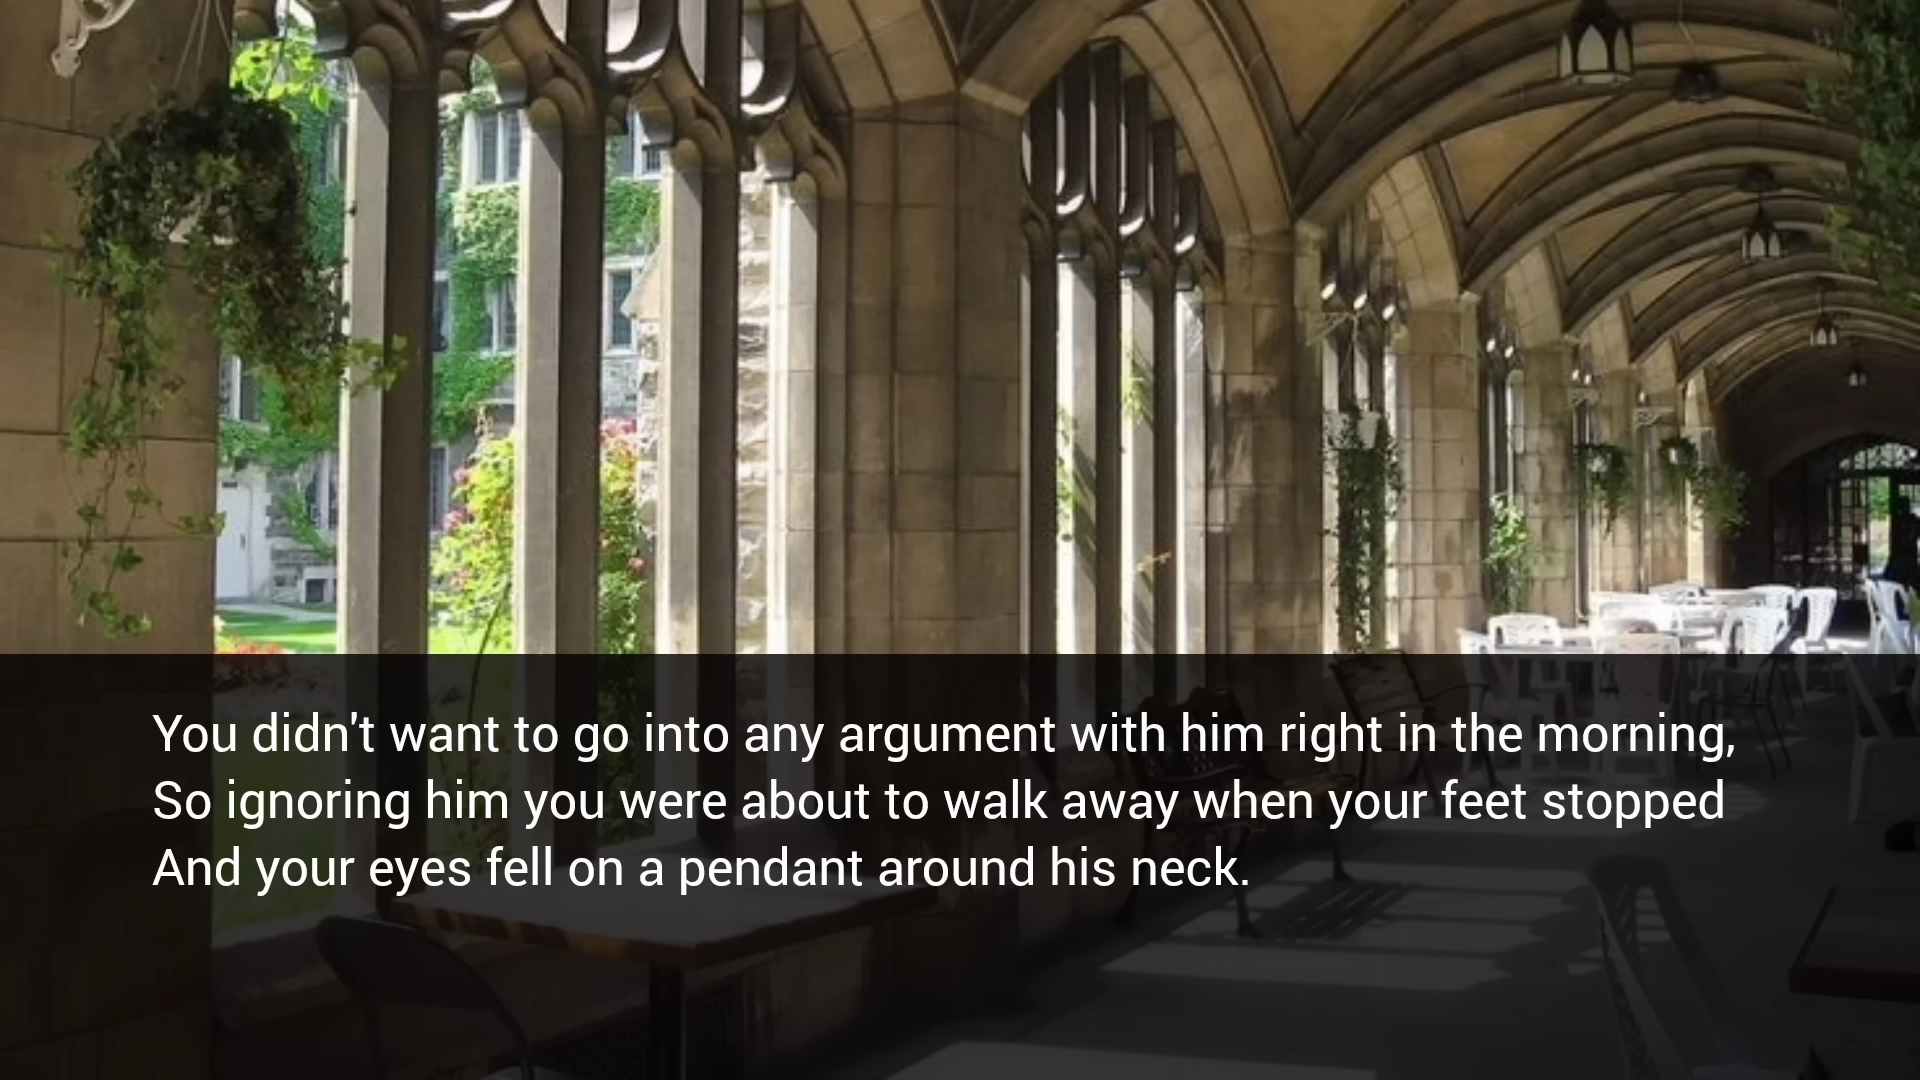 You didn't want to go into any argument with him right in the morning,
So ignoring him you were about to walk away when your feet stopped
And your eyes fell on a pendant around his neck.